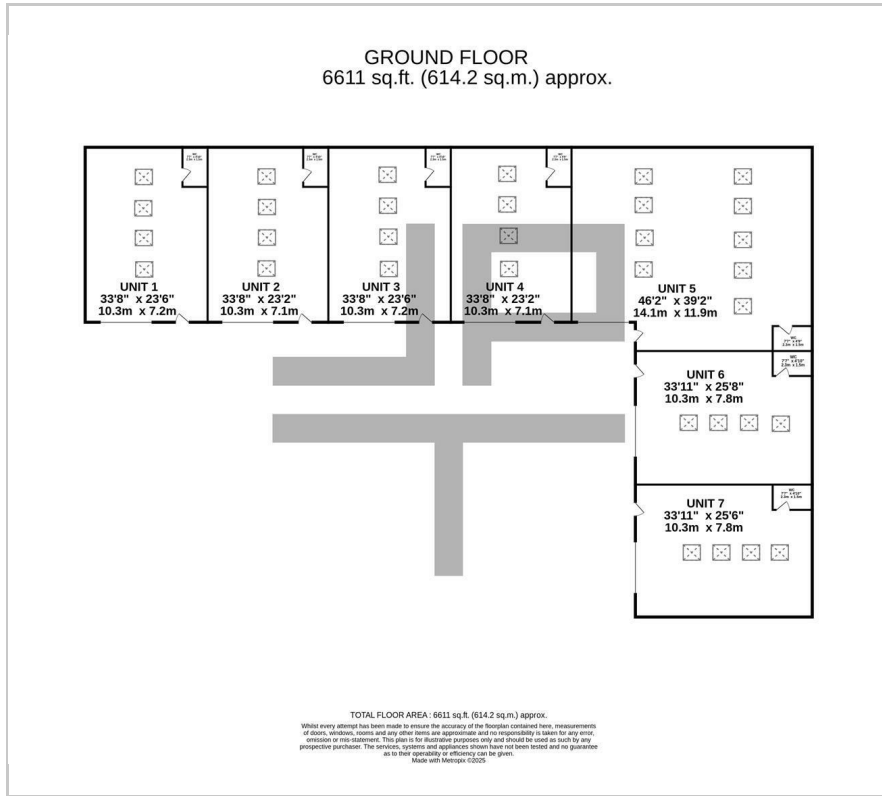 GROUND FLOOR
6611 sq.ft. (614.2 sq.m.) approx.
WC
WC
WC
WC
UNIT 1
33'8" x 23'6"
10.3m x 7.2m
UNIT 2
33'8" x 23'2"
10.3m x 7.1m
UNIT 3
33'8" x 23'6"
10.3m x 7.2m
UNIT 4
33'8" x 23'2"
10.3m x 7.1m
UNIT 5
46'2" x 39'2"
14.1m x 11.9m
WC
WC
UNIT 6
33'11" x 25'8"
10.3m x 7.8m
WC
UNIT 7
33'11" x 25'6"
10.3m x 7.8m
TOTAL FLOOR AREA : 6611 sq.ft. (614.2 sq.m.) approx.
Whilst every attempt has been made to ensure the accuracy of the floorplan contained here, measurements
of doors, windows, rooms and any other items are approximate and no responsibility is taken for any error,
omission or mis-statement. This plan is for illustrative purposes only and should be used as such by any
prospective purchaser. The services, systems and appliances shown have not been tested and no guarantee
as to their operability or efficiency can be given.
Made with Metropix ©2025